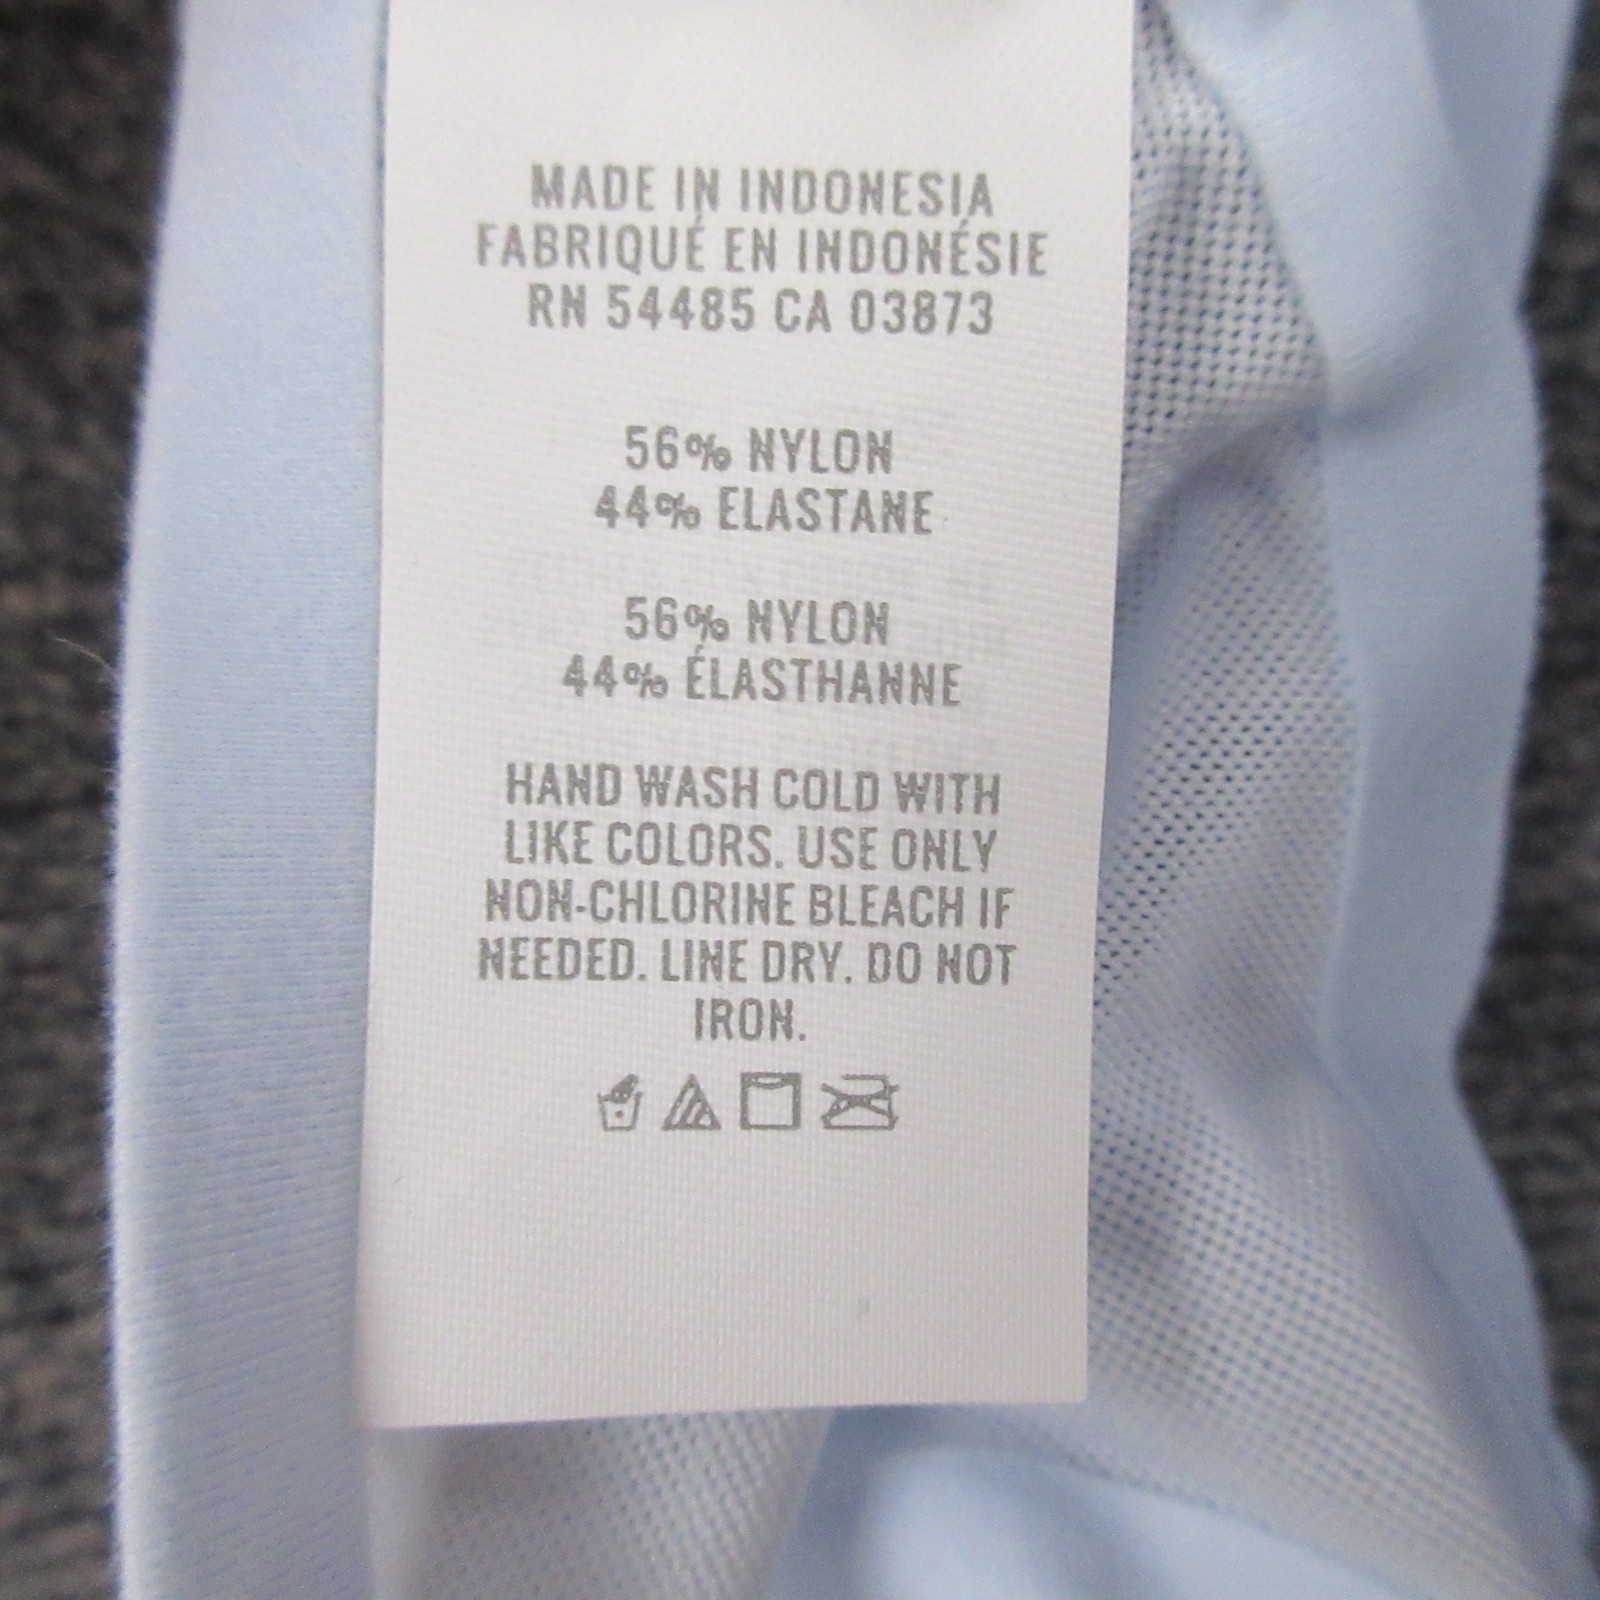 MADE IN INDONESIA
FABRIQUÉ EN INDONÉSIE
RN 54485 CA 03873
56% NYLON
44% ELASTANE
56% NYLON
44% ÉLASTHANNE
HAND WASH COLD WITH
LIKE COLORS. USE ONLY
NON-CHLORINE BLEACH IF
NEEDED. LINE DRY. DO NOT
IRON.